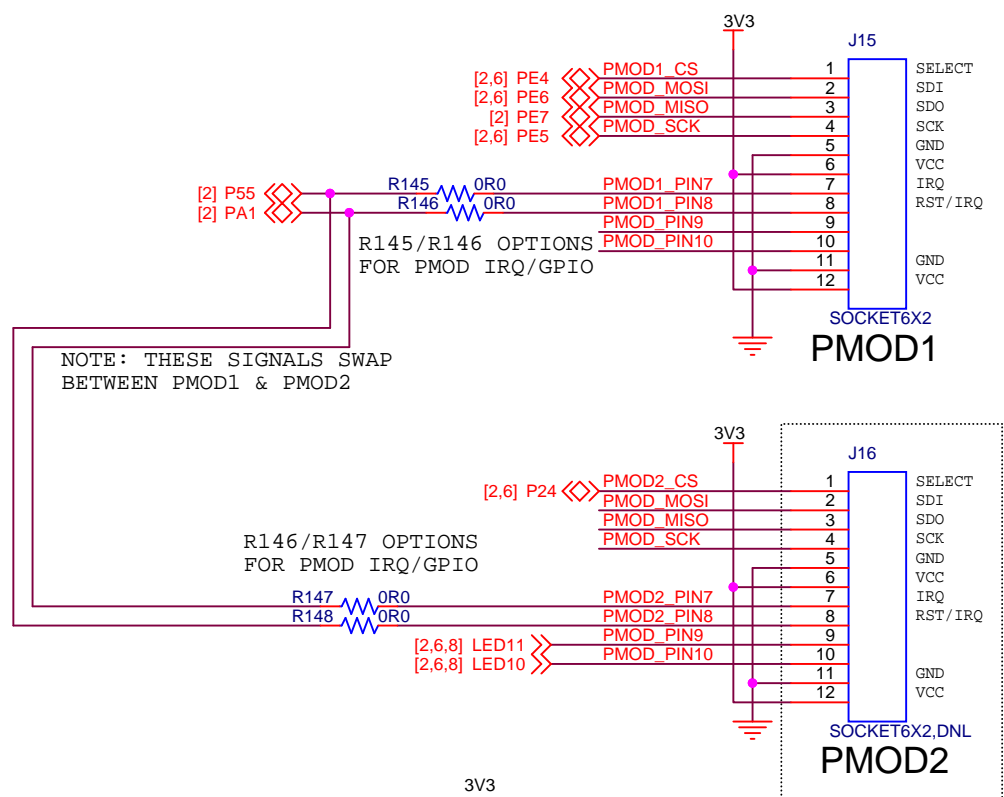 3V3
J15
[2,6] PE4 PMOD1_CS 1 SELECT
[2,6] PE6 PMOD_MOSI 2 SDI
[2] PE7 PMOD_MISO 3 SDO
[2,6] PE5 PMOD_SCK 4 SCK
5 GND
6 VCC
[2] P55 R145 0R0 PMOD1_PIN7 7 IRQ
[2] PA1 R146 0R0 PMOD1_PIN8 8 RST/IRQ
PMOD_PIN9 9
PMOD_PIN10 10
11 GND
12 VCC
R145/R146 OPTIONS
FOR PMOD IRQ/GPIO
SOCKET6X2
PMOD1
NOTE: THESE SIGNALS SWAP
BETWEEN PMOD1 & PMOD2
3V3
J16
[2,6] P24 PMOD2_CS 1 SELECT
PMOD_MOSI 2 SDI
PMOD_MISO 3 SDO
PMOD_SCK 4 SCK
5 GND
6 VCC
R146/R147 OPTIONS
FOR PMOD IRQ/GPIO
R147 0R0 PMOD2_PIN7 7 IRQ
R148 0R0 PMOD2_PIN8 8 RST/IRQ
[2,6,8] LED11 PMOD_PIN9 9
[2,6,8] LED10 PMOD_PIN10 10
11 GND
12 VCC
SOCKET6X2,DNL
PMOD2
3V3